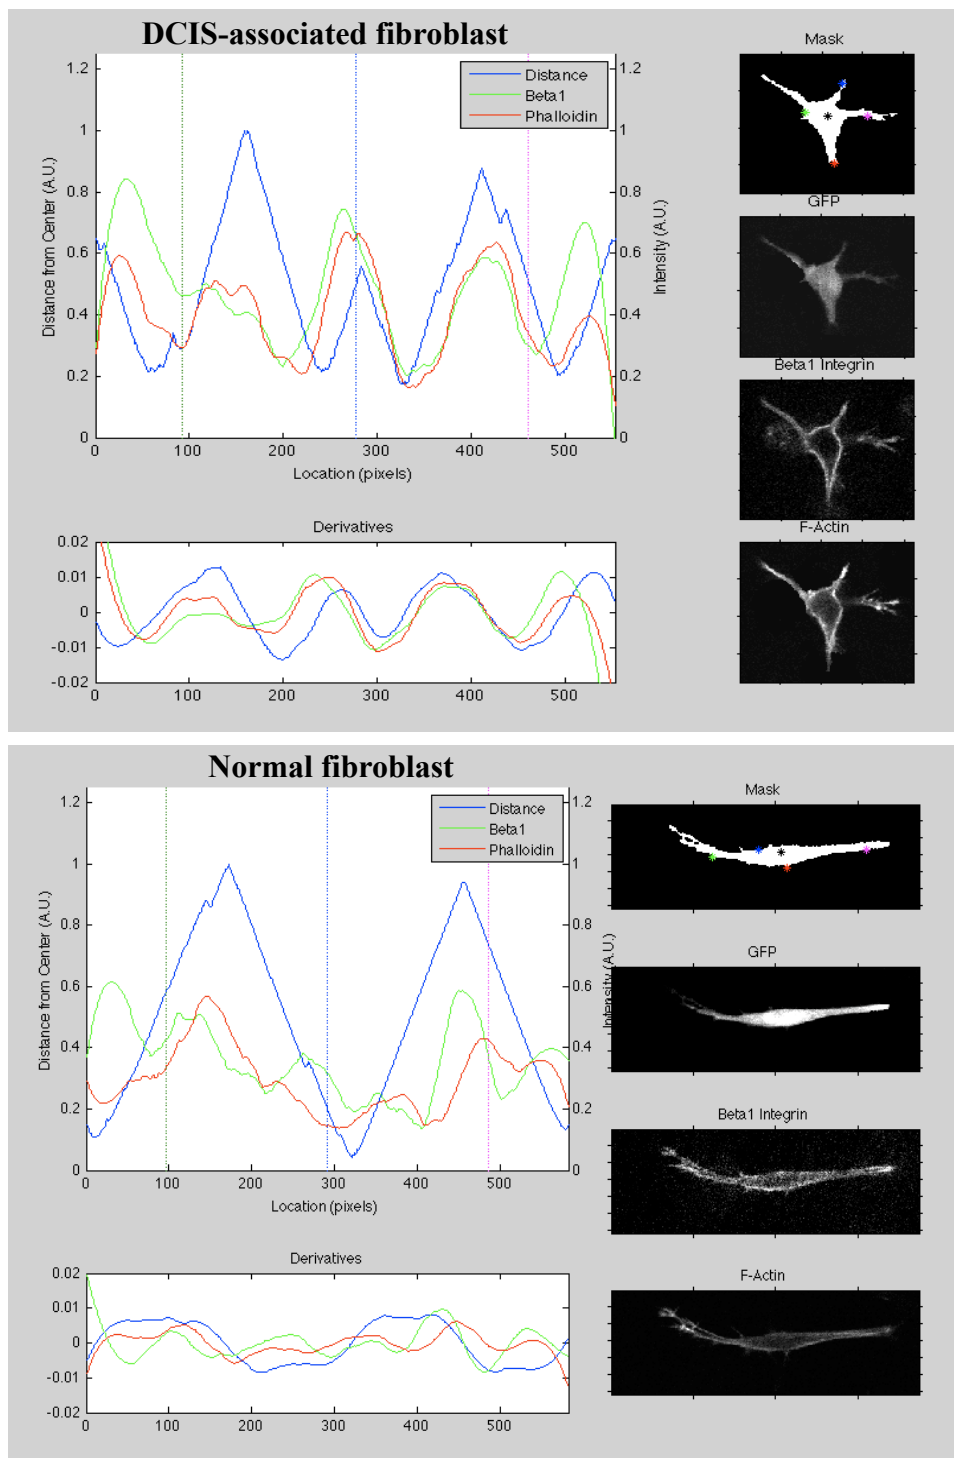 DCIS-associated fibroblast
Mask
1.2
1
0.8
0.6
0.4
0.2
0
Distance from Center (A.U.)
Distance
Beta1
Phalloidin
1.2
1
0.8
0.6
0.4
0.2
0
Intensity (A.U.)
0 100 200 300 400 500
Location (pixels)
GFP
Beta1 Integrin
F-Actin
Derivatives
0.02
0.01
0
-0.01
-0.02
0 100 200 300 400 500
Normal fibroblast
Mask
1.2
1
0.8
0.6
0.4
0.2
0
Distance from Center (A.U.)
Distance
Beta1
Phalloidin
1.2
1
0.8
0.6
0.4
0.2
0
Intensity (A.U.)
0 100 200 300 400 500
Location (pixels)
GFP
Beta1 Integrin
F-Actin
Derivatives
0.02
0.01
0
-0.01
-0.02
0 100 200 300 400 500